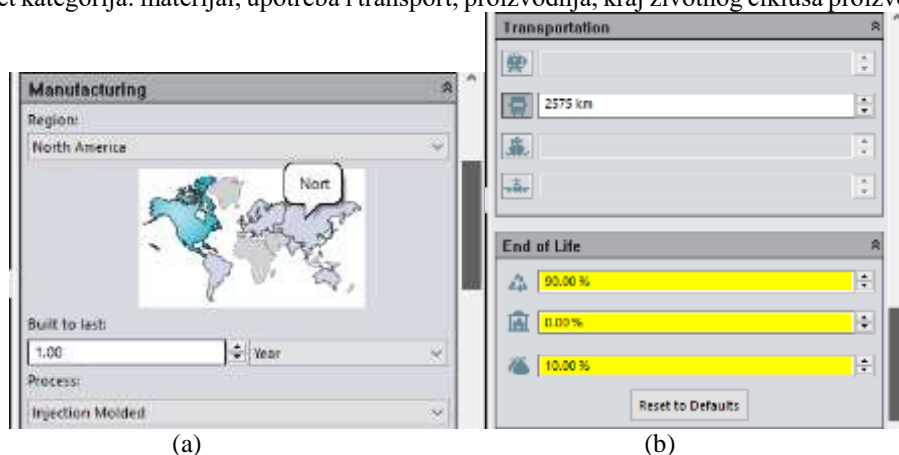 et kategorija: materijal, upotreba i transport, proizvodnja, kraj životnog ciklusa proizvo
Manufacturing
Region:
North America
Nort
Built to last:
1.00
Year
Process:
Injection Molded
(a)
Transportation
2575 km
End of Life
90.00 %
0.00 %
10.00 %
Reset to Defaults
(b)